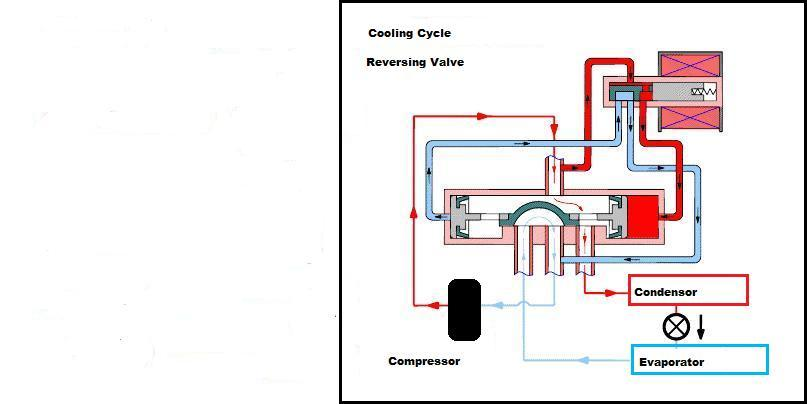 Cooling Cycle
Reversing Valve
Condensor
Compressor
Evaporator